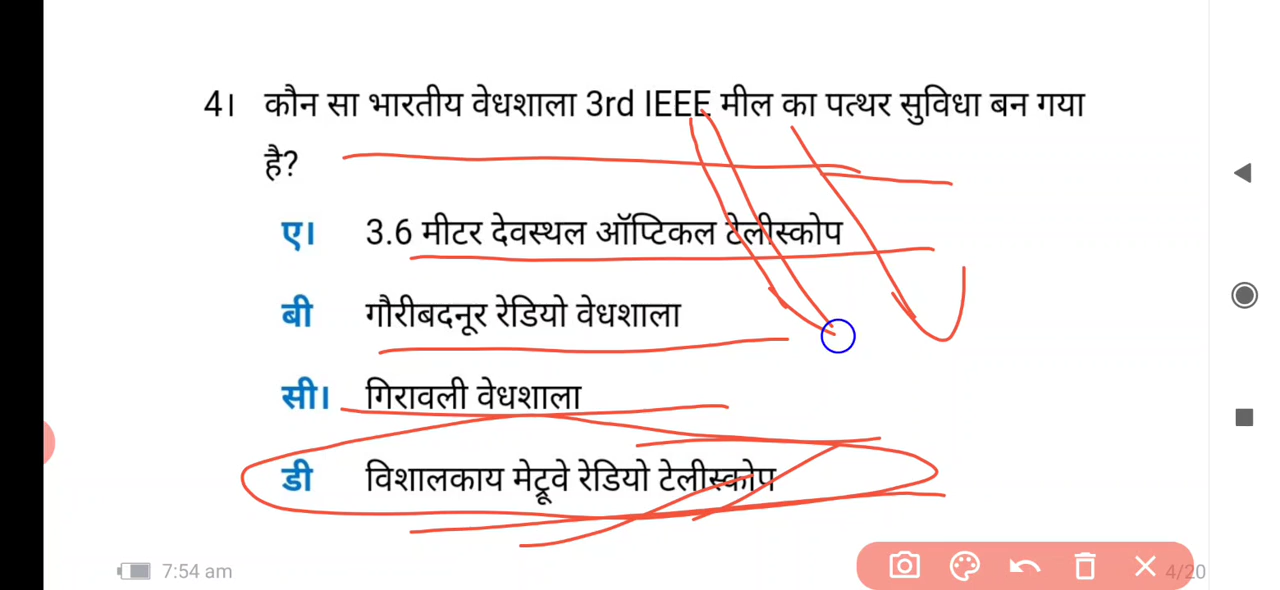 4। कौन सा भारतीय वेधशाला 3rd IEEE मील का पत्थर सुविधा बन गया
है?
ए। 3.6 मीटर देवस्थल ऑप्टिकल टेलीस्कोप
बी गौरीबदनूर रेडियो वेधशाला
सी। गिरावली वेधशाला
डी विशालकाय मेट्रूवे रेडियो टेलीस्कोप
7:54 am
4/20